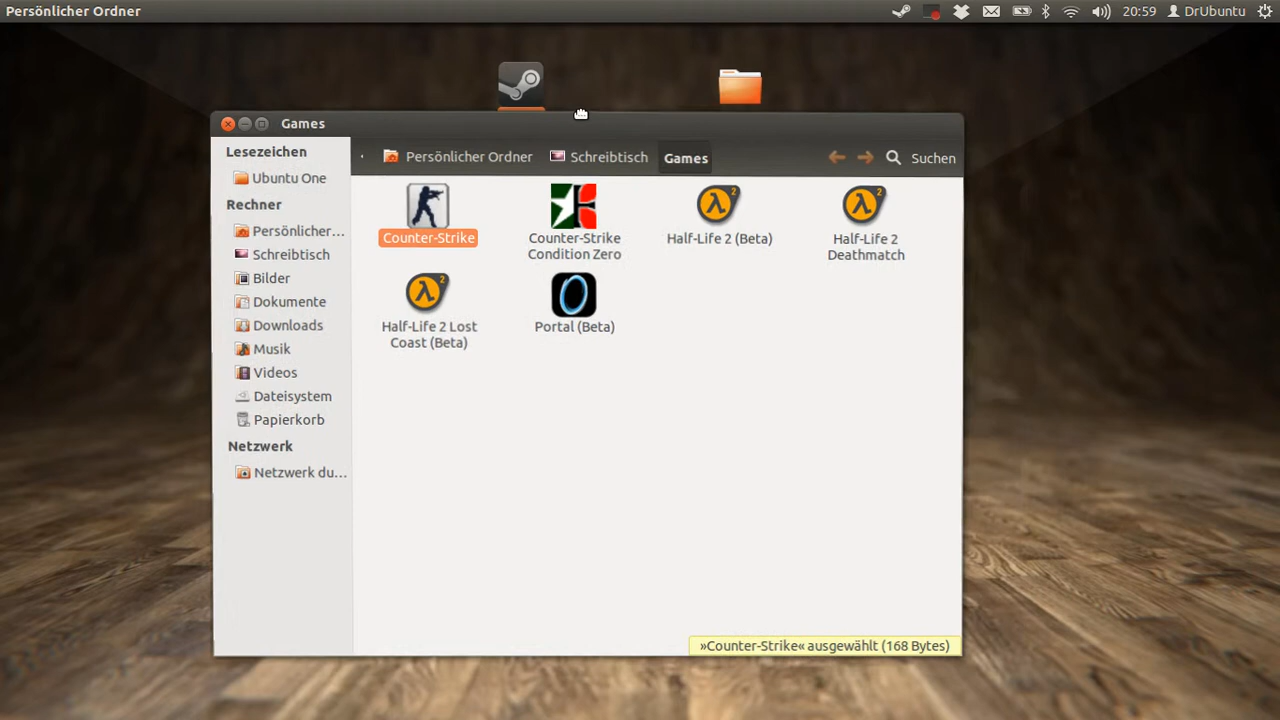 Persönlicher Ordner
20:59
DrUbuntu
Games
Lesezeichen
Ubuntu One
Rechner
Persönlicher...
Schreibtisch
Bilder
Dokumente
Downloads
Musik
Videos
Dateisystem
Papierkorb
Netzwerk
Netzwerk du...
Persönlicher Ordner
Schreibtisch
Games
Suchen
Counter-Strike
Counter-Strike
Condition Zero
Half-Life 2 (Beta)
Half-Life 2
Deathmatch
Half-Life 2 Lost
Coast (Beta)
Portal (Beta)
»Counter-Strike« ausgewählt (168 Bytes)